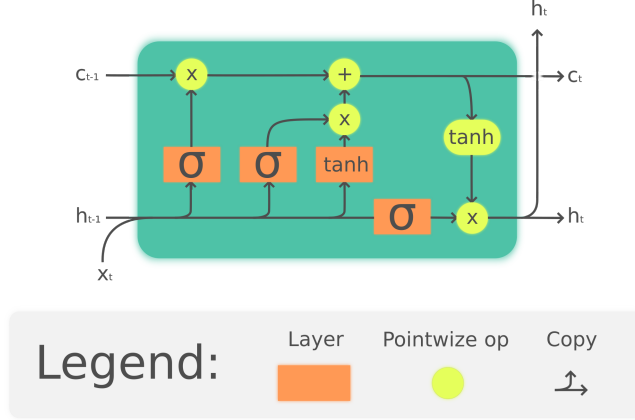 hₜ
cₜ₋₁
x
+
cₜ
x
tanh
σ
σ
tanh
hₜ₋₁
σ
x
hₜ
xₜ
Legend:
Layer
Pointwize op
Copy